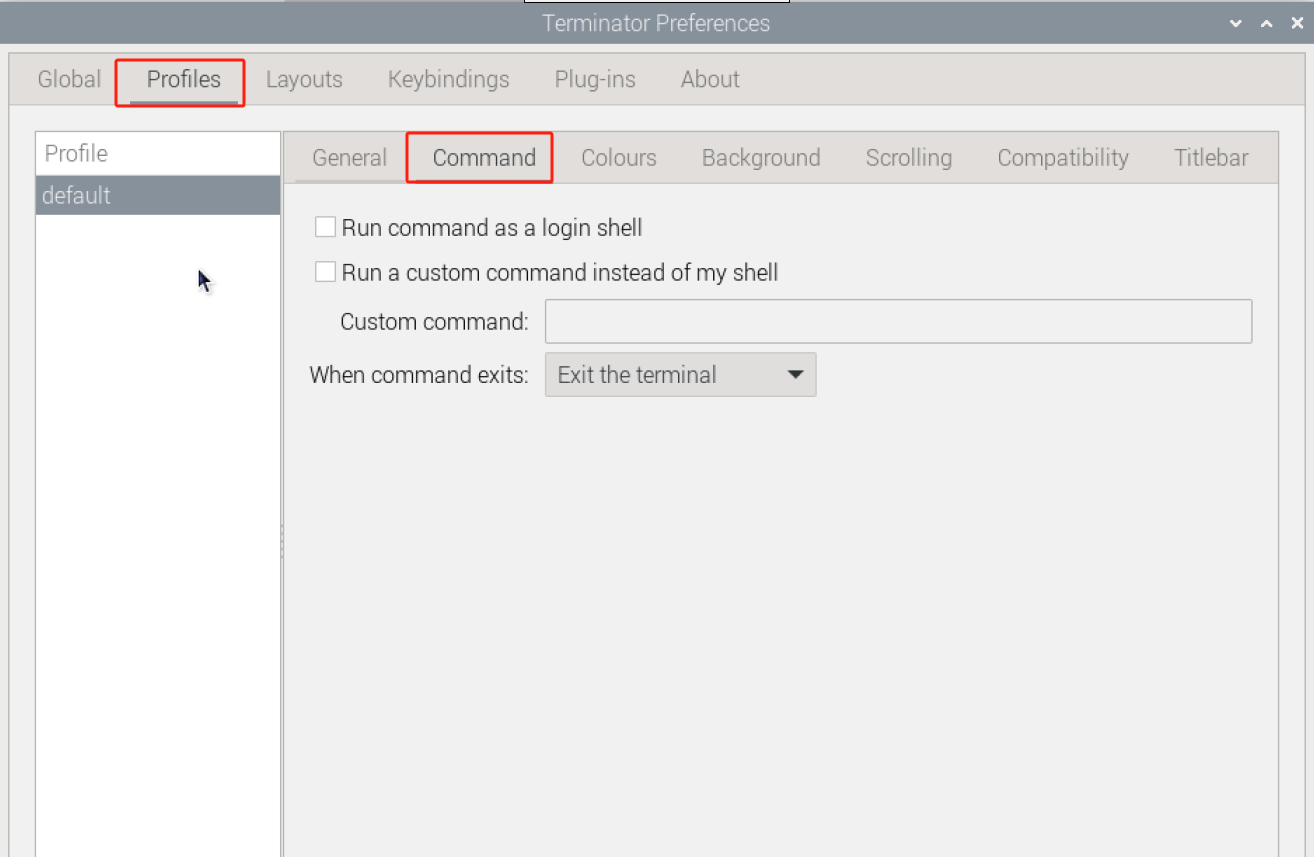 Terminator Preferences
Global Profiles Layouts Keybindings Plug-ins About
Profile
default
General Command Colours Background Scrolling Compatibility Titlebar
Run command as a login shell
Run a custom command instead of my shell
Custom command:
When command exits: Exit the terminal